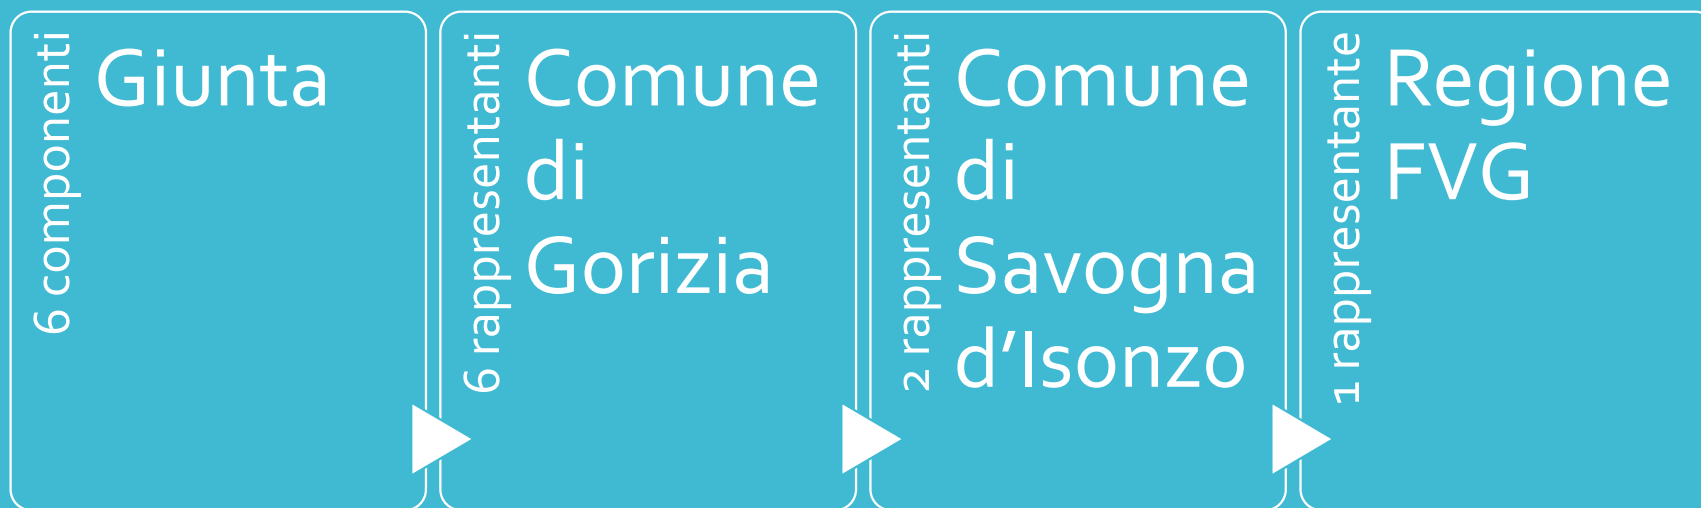 6 componenti
Giunta
6 rappresentanti
Comune
di
Gorizia
2 rappresentanti
Comune
di
Savogna
d’Isonzo
1 rappresentante
Regione
FVG